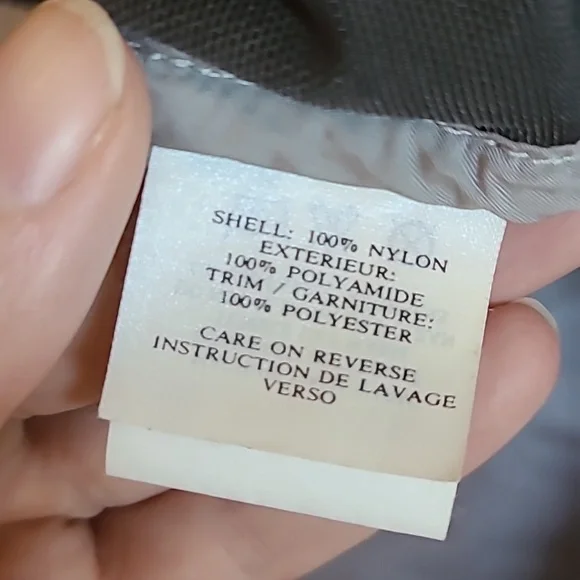 SHELL: 100% NYLON
EXTERIEUR:
100% POLYAMIDE
TRIM / GARNITURE:
100% POLYESTER
CARE ON REVERSE
INSTRUCTION DE LAVAGE
VERSO